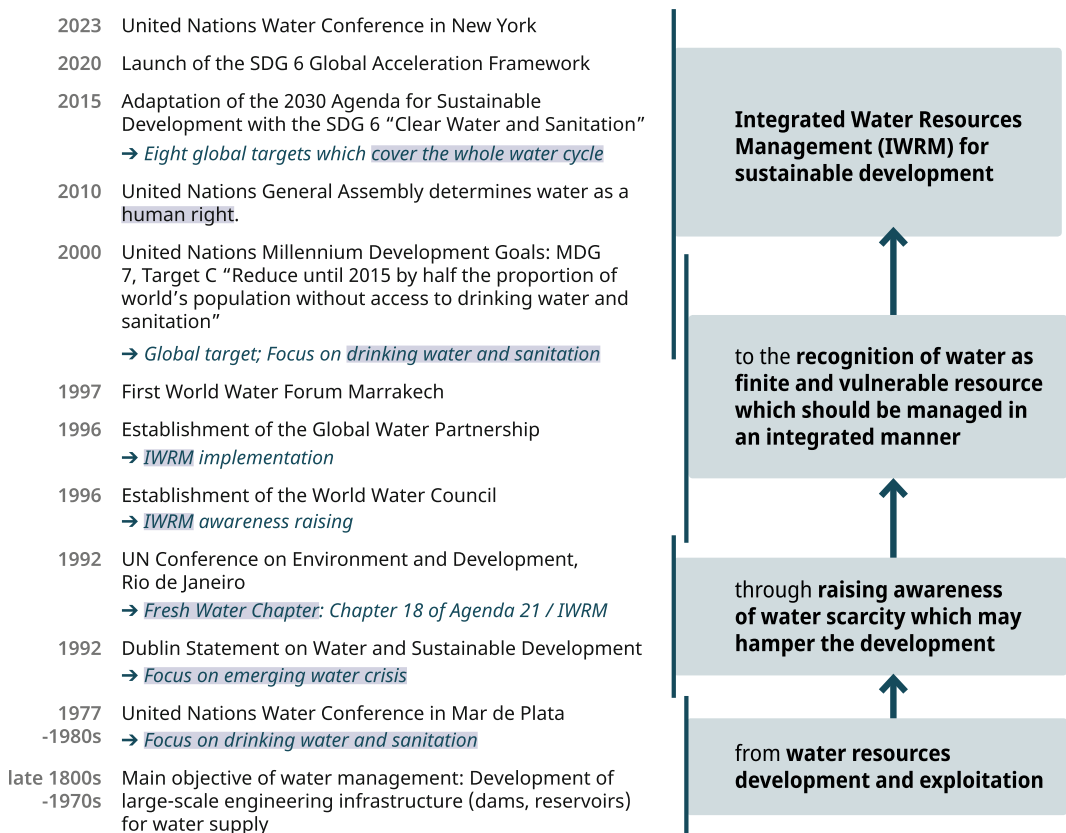 2023 United Nations Water Conference in New York
2020 Launch of the SDG 6 Global Acceleration Framework
2015 Adaptation of the 2030 Agenda for Sustainable
Development with the SDG 6 “Clear Water and Sanitation”
➔ Eight global targets which cover the whole water cycle
2010 United Nations General Assembly determines water as a
human right.
2000 United Nations Millennium Development Goals: MDG
7, Target C “Reduce until 2015 by half the proportion of
world’s population without access to drinking water and
sanitation”
➔ Global target; Focus on drinking water and sanitation
1997 First World Water Forum Marrakech
1996 Establishment of the Global Water Partnership
➔ IWRM implementation
1996 Establishment of the World Water Council
➔ IWRM awareness raising
1992 UN Conference on Environment and Development,
Rio de Janeiro
➔ Fresh Water Chapter: Chapter 18 of Agenda 21 / IWRM
1992 Dublin Statement on Water and Sustainable Development
➔ Focus on emerging water crisis
1977 United Nations Water Conference in Mar de Plata
-1980s ➔ Focus on drinking water and sanitation
late 1800s Main objective of water management: Development of
-1970s large-scale engineering infrastructure (dams, reservoirs)
for water supply
Integrated Water Resources
Management (IWRM) for
sustainable development
to the recognition of water as
finite and vulnerable resource
which should be managed in
an integrated manner
through raising awareness
of water scarcity which may
hamper the development
from water resources
development and exploitation